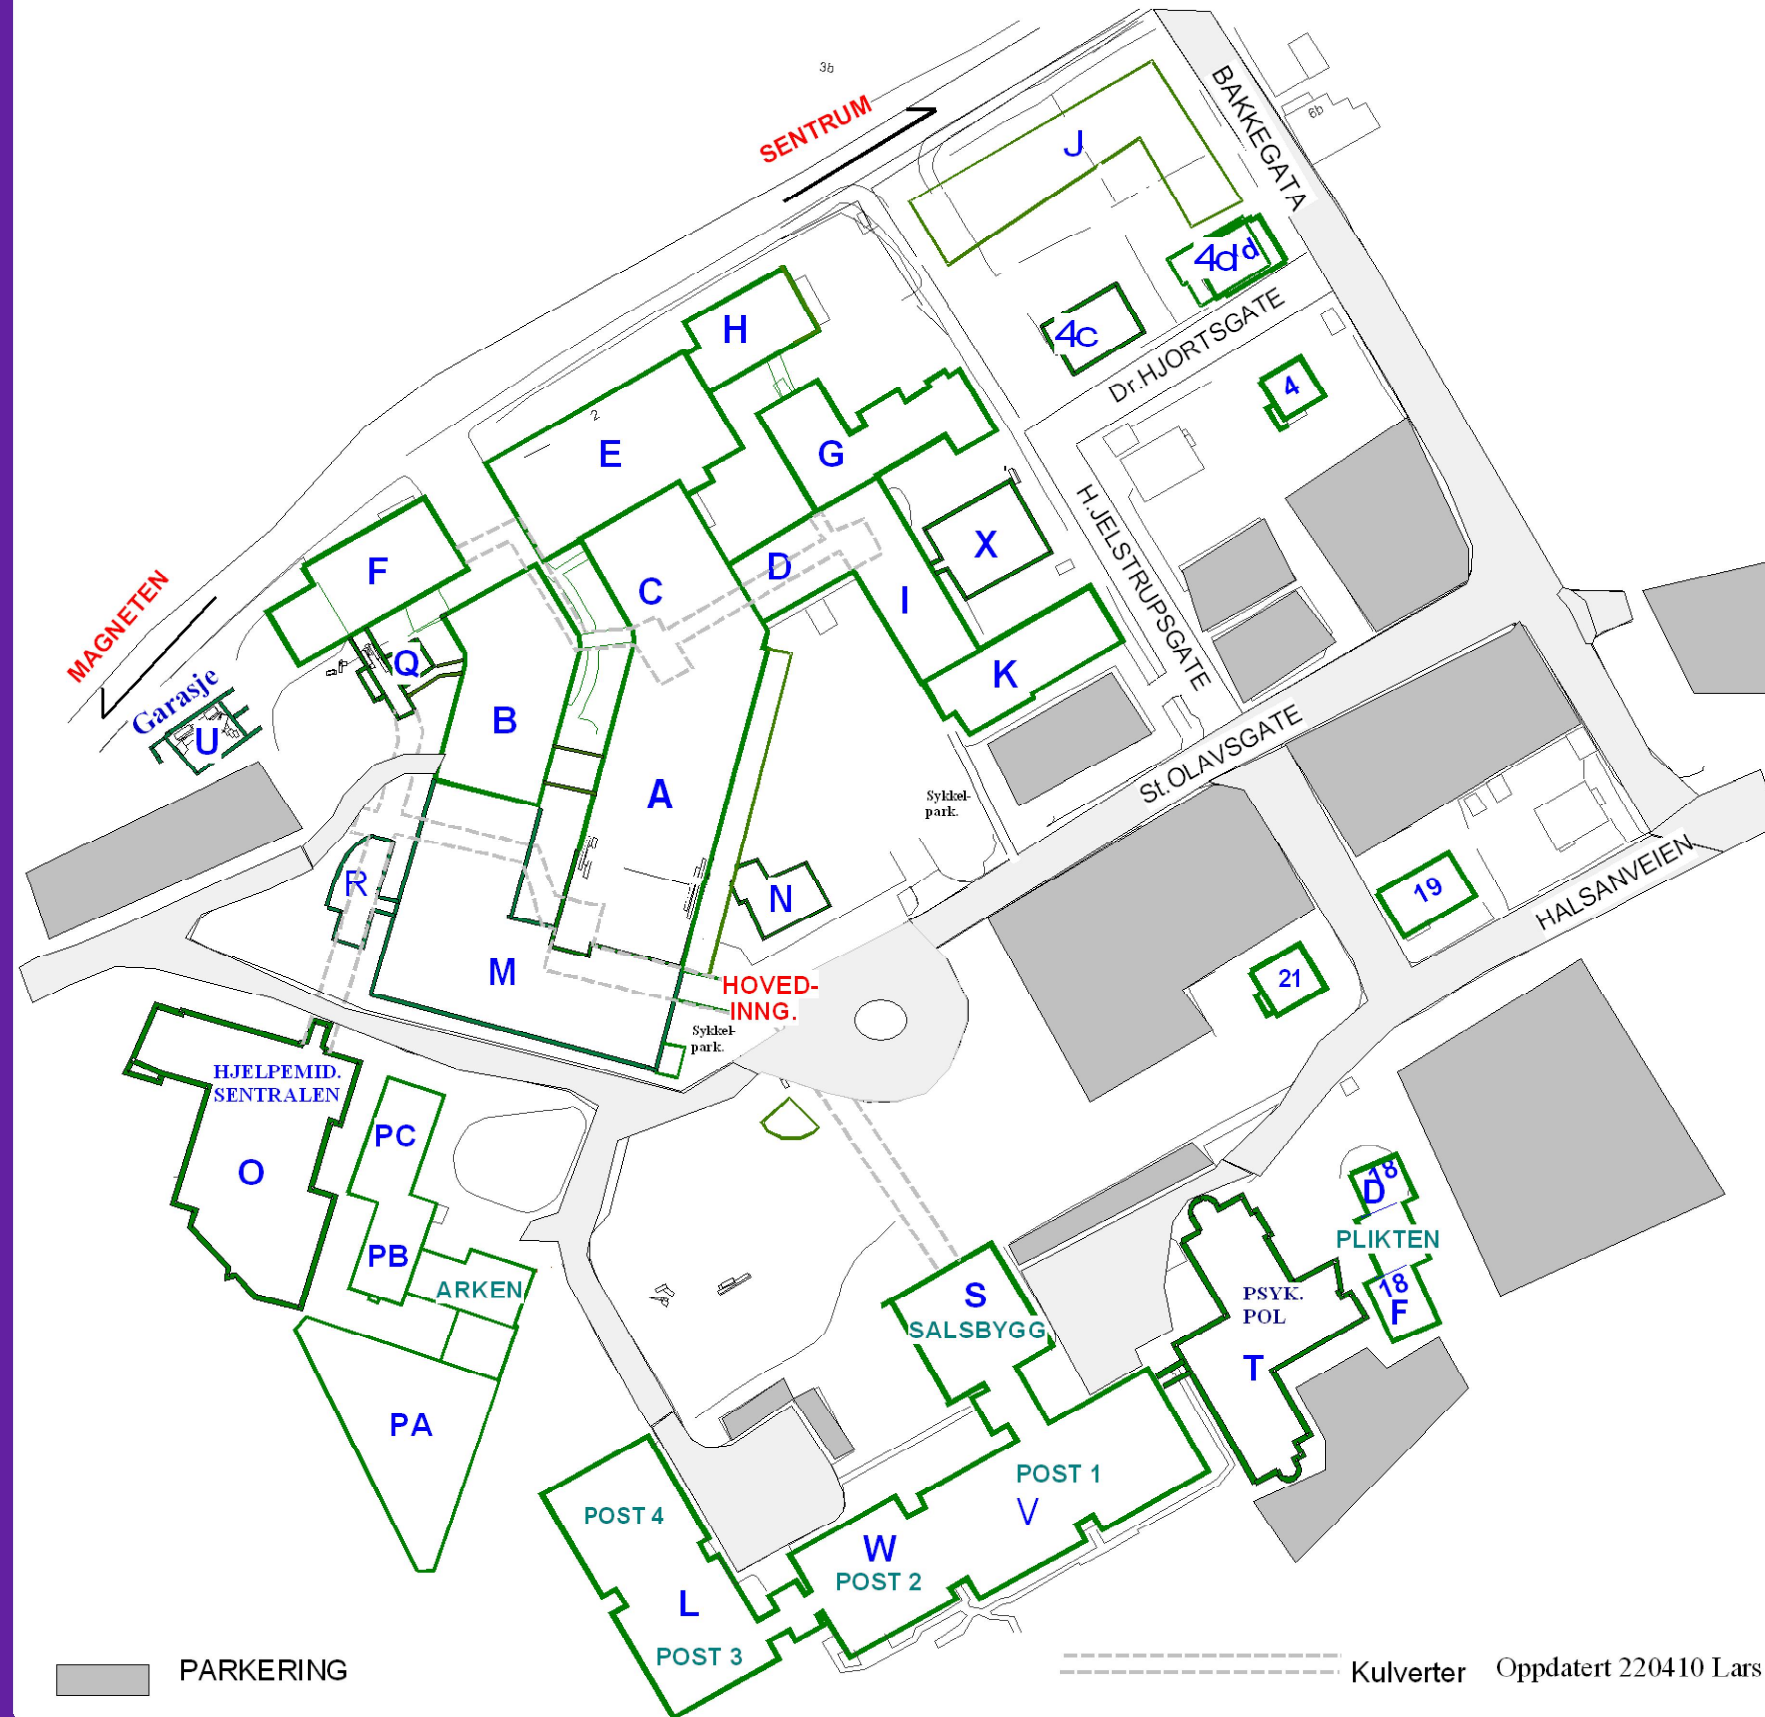 3b
SENTRUM
BAKKEGATA
6b
J
4d
d
4c
Dr.HJORTSGATE
H
4
2
E
G
H.JELSTRUPSGATE
X
F
D
C
I
MAGNETEN
Q
K
Garasje
U
B
St.OLAVSGATE
A
Sykkel-
park.
R
N
19
HALSANVEIEN
M
21
HOVED-
INNG.
Sykkel-
park.
HJELPEMID.
SENTRALEN
PC
O
18
D
PLIKTEN
PB
ARKEN
18
F
S
SALSBYGG
PSYK.
POL
T
PA
POST 1
V
POST 4
W
POST 2
L
POST 3
PARKERING
Kulverter
Oppdatert 220410 Lars